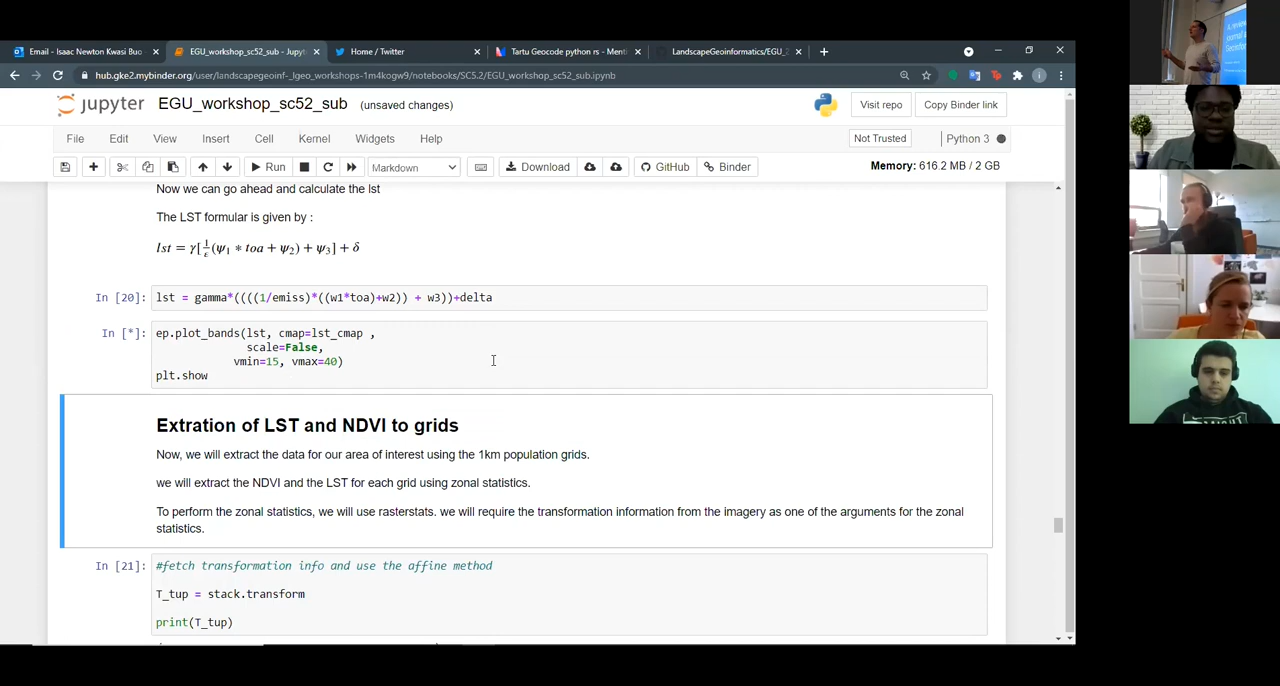 Email - Isaac Newton Kwasi Buo
EGU_workshop_sc52_sub - Jupyt
Home / Twitter
Tartu Geocode python rs - Menti
LandscapeGeoinformatics/EGU_2
hub.gke2.mybinder.org/user/landscapegeoinf-_lgeo_workshops-1m4kogw9/notebooks/SC5.2/EGU_workshop_sc52_sub.ipynb
jupyter EGU_workshop_sc52_sub (unsaved changes)
Visit repo Copy Binder link
File Edit View Insert Cell Kernel Widgets Help
Not Trusted Python 3
Run Markdown Download GitHub Binder Memory: 616.2 MB / 2 GB
Now we can go ahead and calculate the lst
The LST formular is given by :
lst = γ[1/ε(ψ1 * toa + ψ2) + ψ3] + δ
In [20]: lst = gamma*((((1/emiss)*((w1*toa)+w2)) + w3))+delta
In [*]: ep.plot_bands(lst, cmap=lst_cmap ,
scale=False,
vmin=15, vmax=40)
plt.show
Extration of LST and NDVI to grids
Now, we will extract the data for our area of interest using the 1km population grids.
we will extract the NDVI and the LST for each grid using zonal statistics.
To perform the zonal statistics, we will use rasterstats. we will require the transformation information from the imagery as one of the arguments for the zonal
statistics.
In [21]: #fetch transformation info and use the affine method
T_tup = stack.transform
print(T_tup)
A review